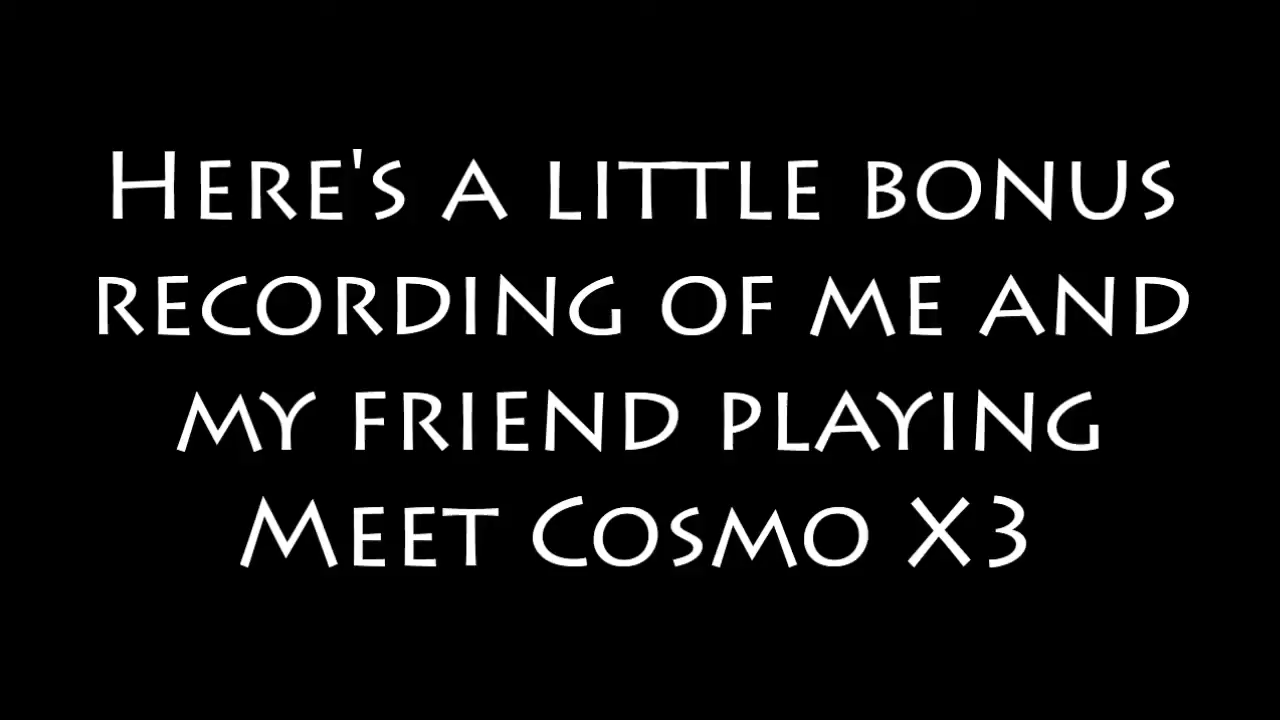 Here's a little bonus
recording of me and
my friend playing
Meet Cosmo X3